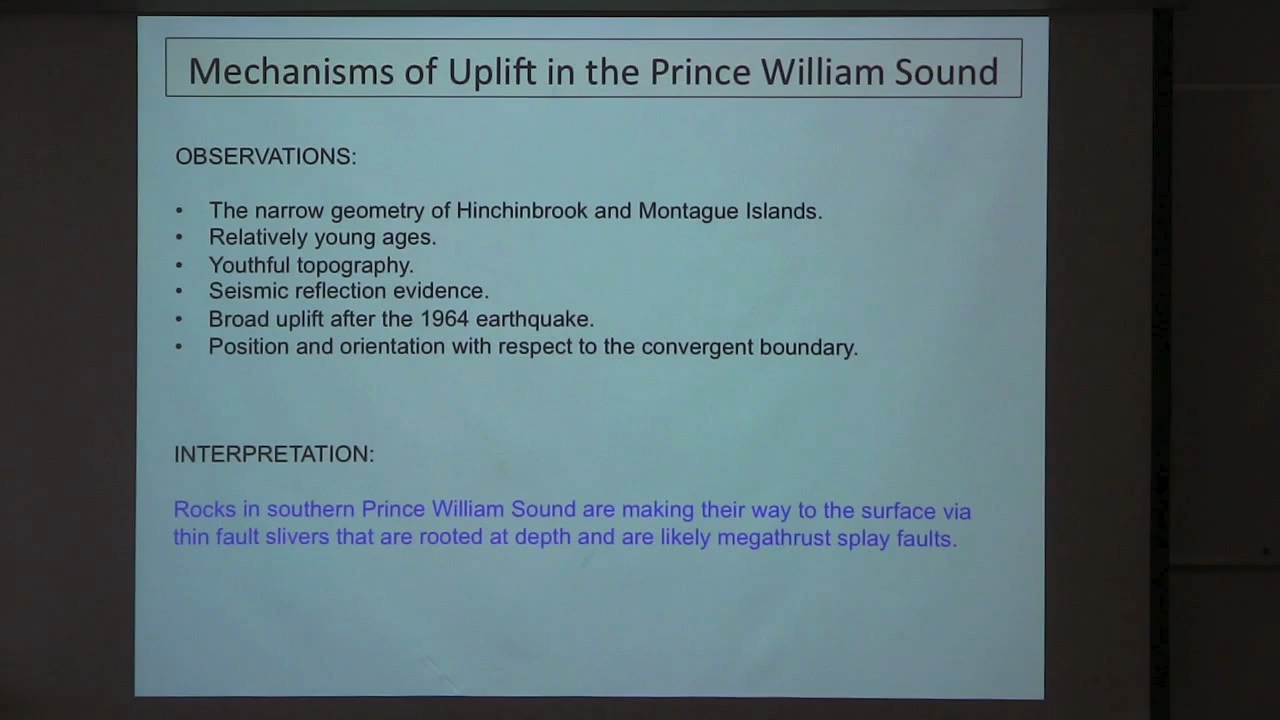 Mechanisms of Uplift in the Prince William Sound
OBSERVATIONS:
• The narrow geometry of Hinchinbrook and Montague Islands.
• Relatively young ages.
• Youthful topography.
• Seismic reflection evidence.
• Broad uplift after the 1964 earthquake.
• Position and orientation with respect to the convergent boundary.
INTERPRETATION:
Rocks in southern Prince William Sound are making their way to the surface via
thin fault slivers that are rooted at depth and are likely megathrust splay faults.